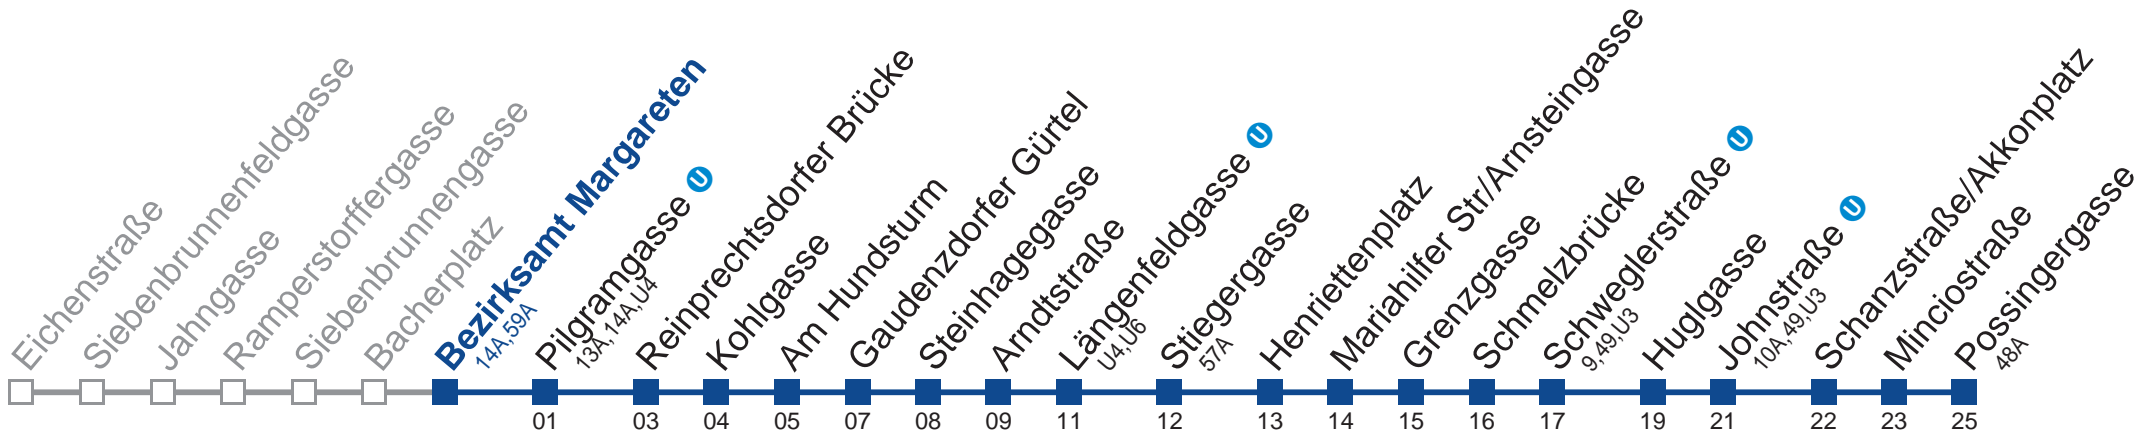 Eichenstraße
Siebenbrunnenfeldgasse
Jahngasse
Ramperstorffergasse
Siebenbrunnengasse
Bacherplatz
Bezirksamt Margareten
14A,59A
Pilgramgasse U
13A, 14A,U4
Reinprechtsdorfer Brücke
Kohlgasse
Am Hundsturm
Gaudenzdorfer Gürtel
Steinhagegasse
Arndtstraße
Längenfeldgasse U
U4,U6
Stiegergasse
57A
Henriettenplatz
Mariahilfer Str/Arnsteingasse
Grenzgasse
Schmelzbrücke
Schweglerstraße U
9,49,U3
Huglgasse
Johnstraße U
10A,49,U3
Schanzstraße/Akkonplatz
Minciostraße
Possingergasse
48A
01 03 04 05 07 08 09 11 12 13 14 15 16 17 19 21 22 23 25